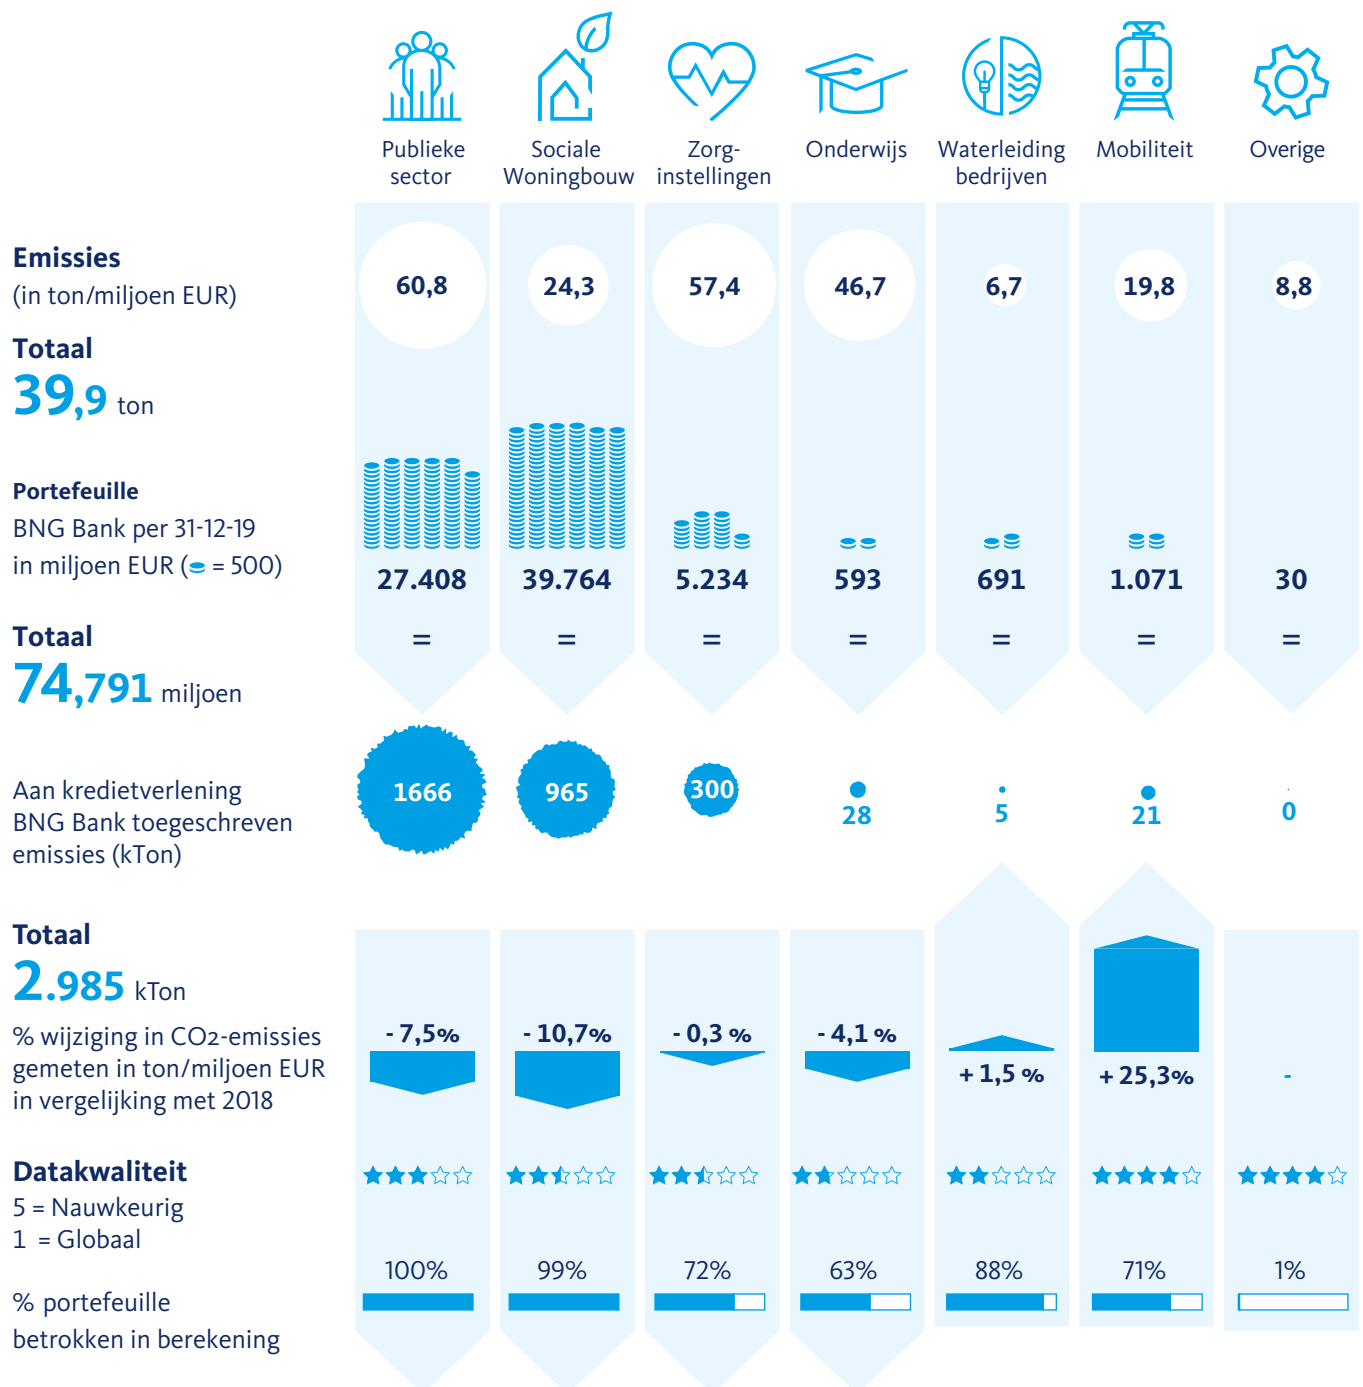 Publieke
sector
Sociale
Woningbouw
Zorg-
instellingen
Onderwijs
Waterleiding
bedrijven
Mobiliteit
Overige
Emissies
(in ton/miljoen EUR)
60,8
24,3
57,4
46,7
6,7
19,8
8,8
Totaal
39,9 ton
Portefeuille
BNG Bank per 31-12-19
in miljoen EUR ( = 500)
27.408
39.764
5.234
593
691
1.071
30
=
=
=
=
=
=
=
Totaal
74,791 miljoen
Aan kredietverlening
BNG Bank toegeschreven
emissies (kTon)
1666
965
300
28
5
21
0
Totaal
2.985 kTon
% wijziging in CO2-emissies
gemeten in ton/miljoen EUR
in vergelijking met 2018
- 7,5%
- 10,7%
- 0,3 %
- 4,1 %
+ 1,5 %
+ 25,3%
-
Datakwaliteit
5 = Nauwkeurig
1 = Globaal
% portefeuille
betrokken in berekening
100%
99%
72%
63%
88%
71%
1%